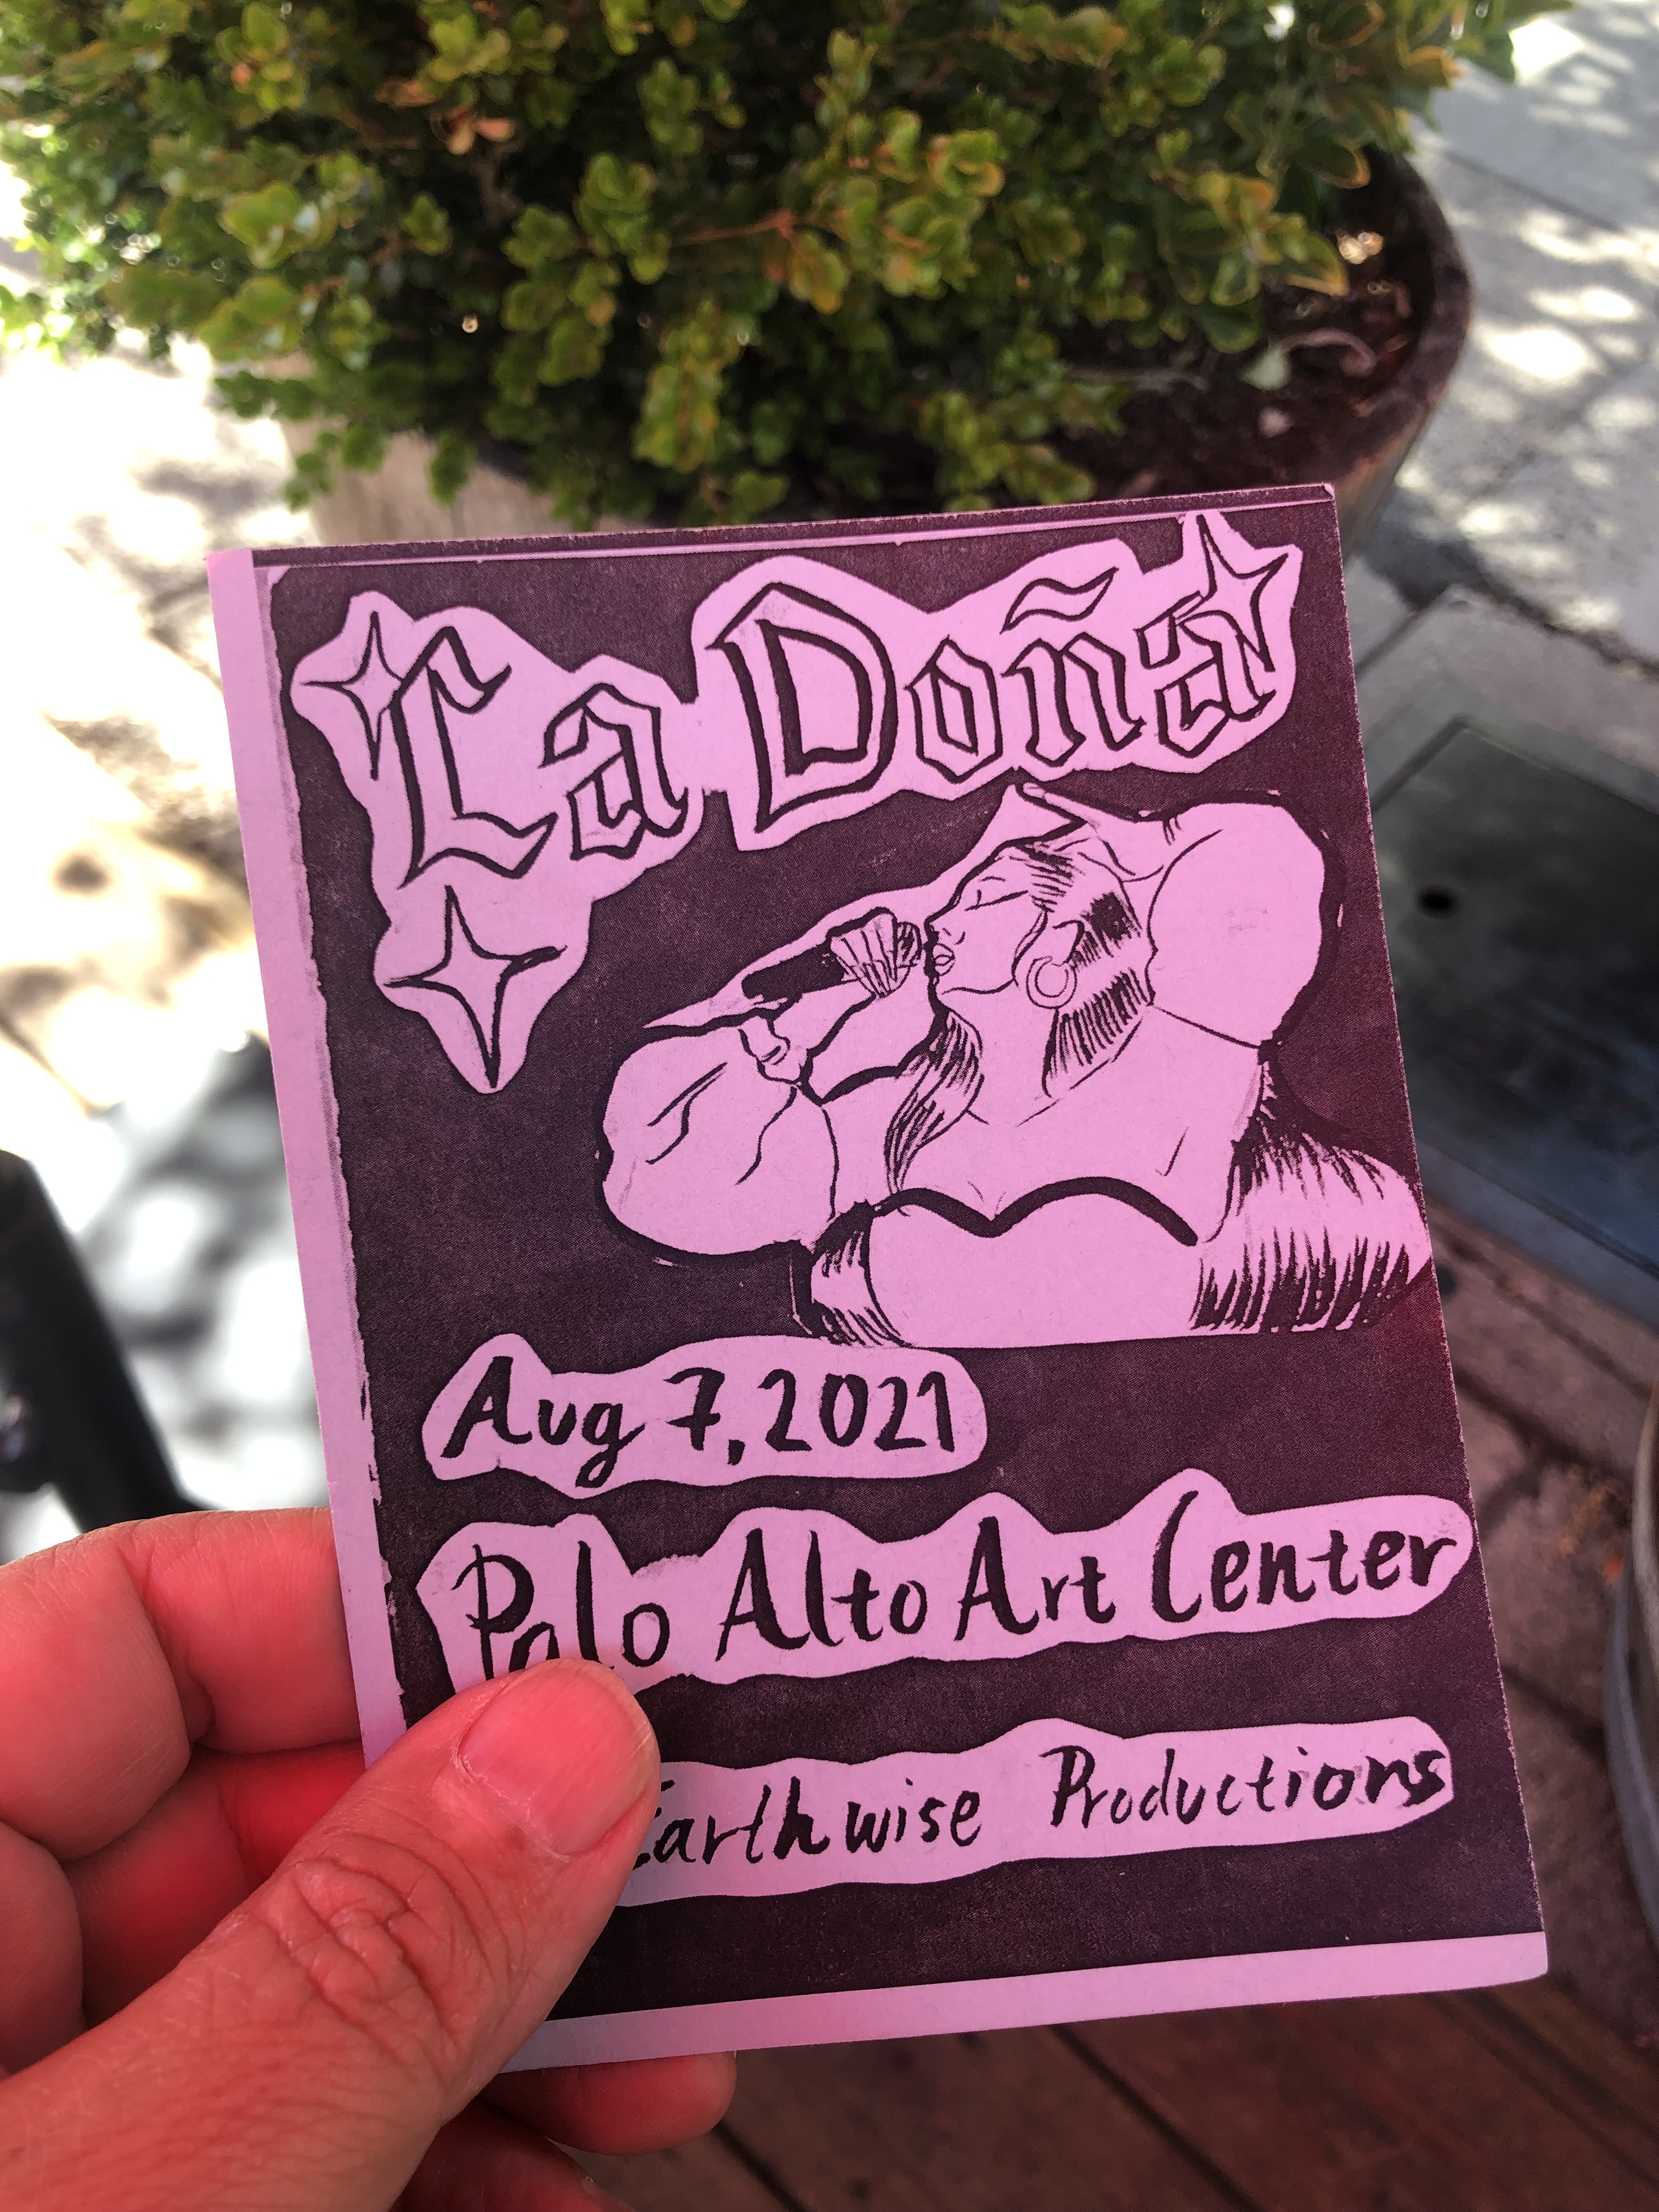 La Doña
Aug 7, 2021
Palo Alto Art Center
Earthwise Productions